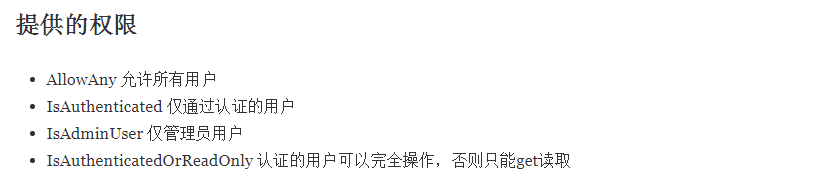 提供的权限
AllowAny 允许所有用户
IsAuthenticated 仅通过认证的用户
IsAdminUser 仅管理员用户
IsAuthenticatedOrReadOnly 认证的用户可以完全操作，否则只能get读取